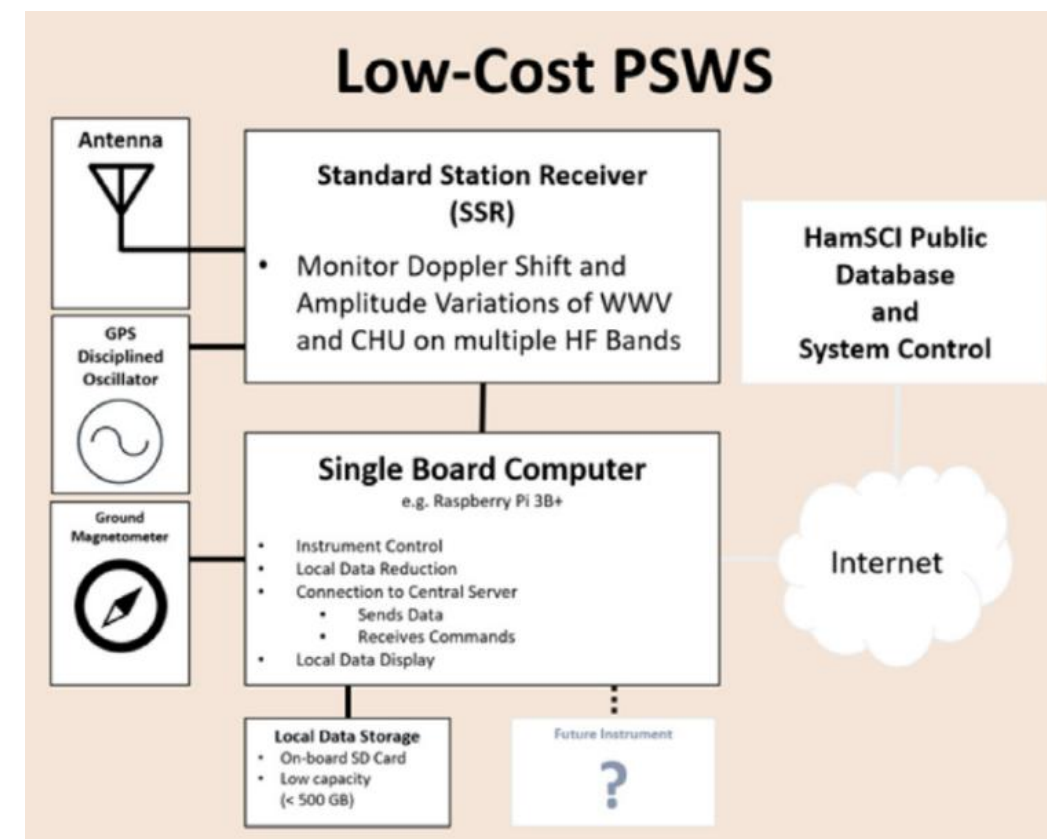 Low-Cost PSWS
Antenna
Standard Station Receiver
(SSR)
• Monitor Doppler Shift and
Amplitude Variations of WWV
and CHU on multiple HF Bands
HamSCI Public
Database
and
System Control
GPS
Disciplined
Oscillator
Single Board Computer
e.g. Raspberry Pi 3B+
• Instrument Control
• Local Data Reduction
• Connection to Central Server
• Sends Data
• Receives Commands
• Local Data Display
Ground
Magnetometer
Internet
Local Data Storage
• On-board SD Card
• Low capacity
(< 500 GB)
Future Instrument
?